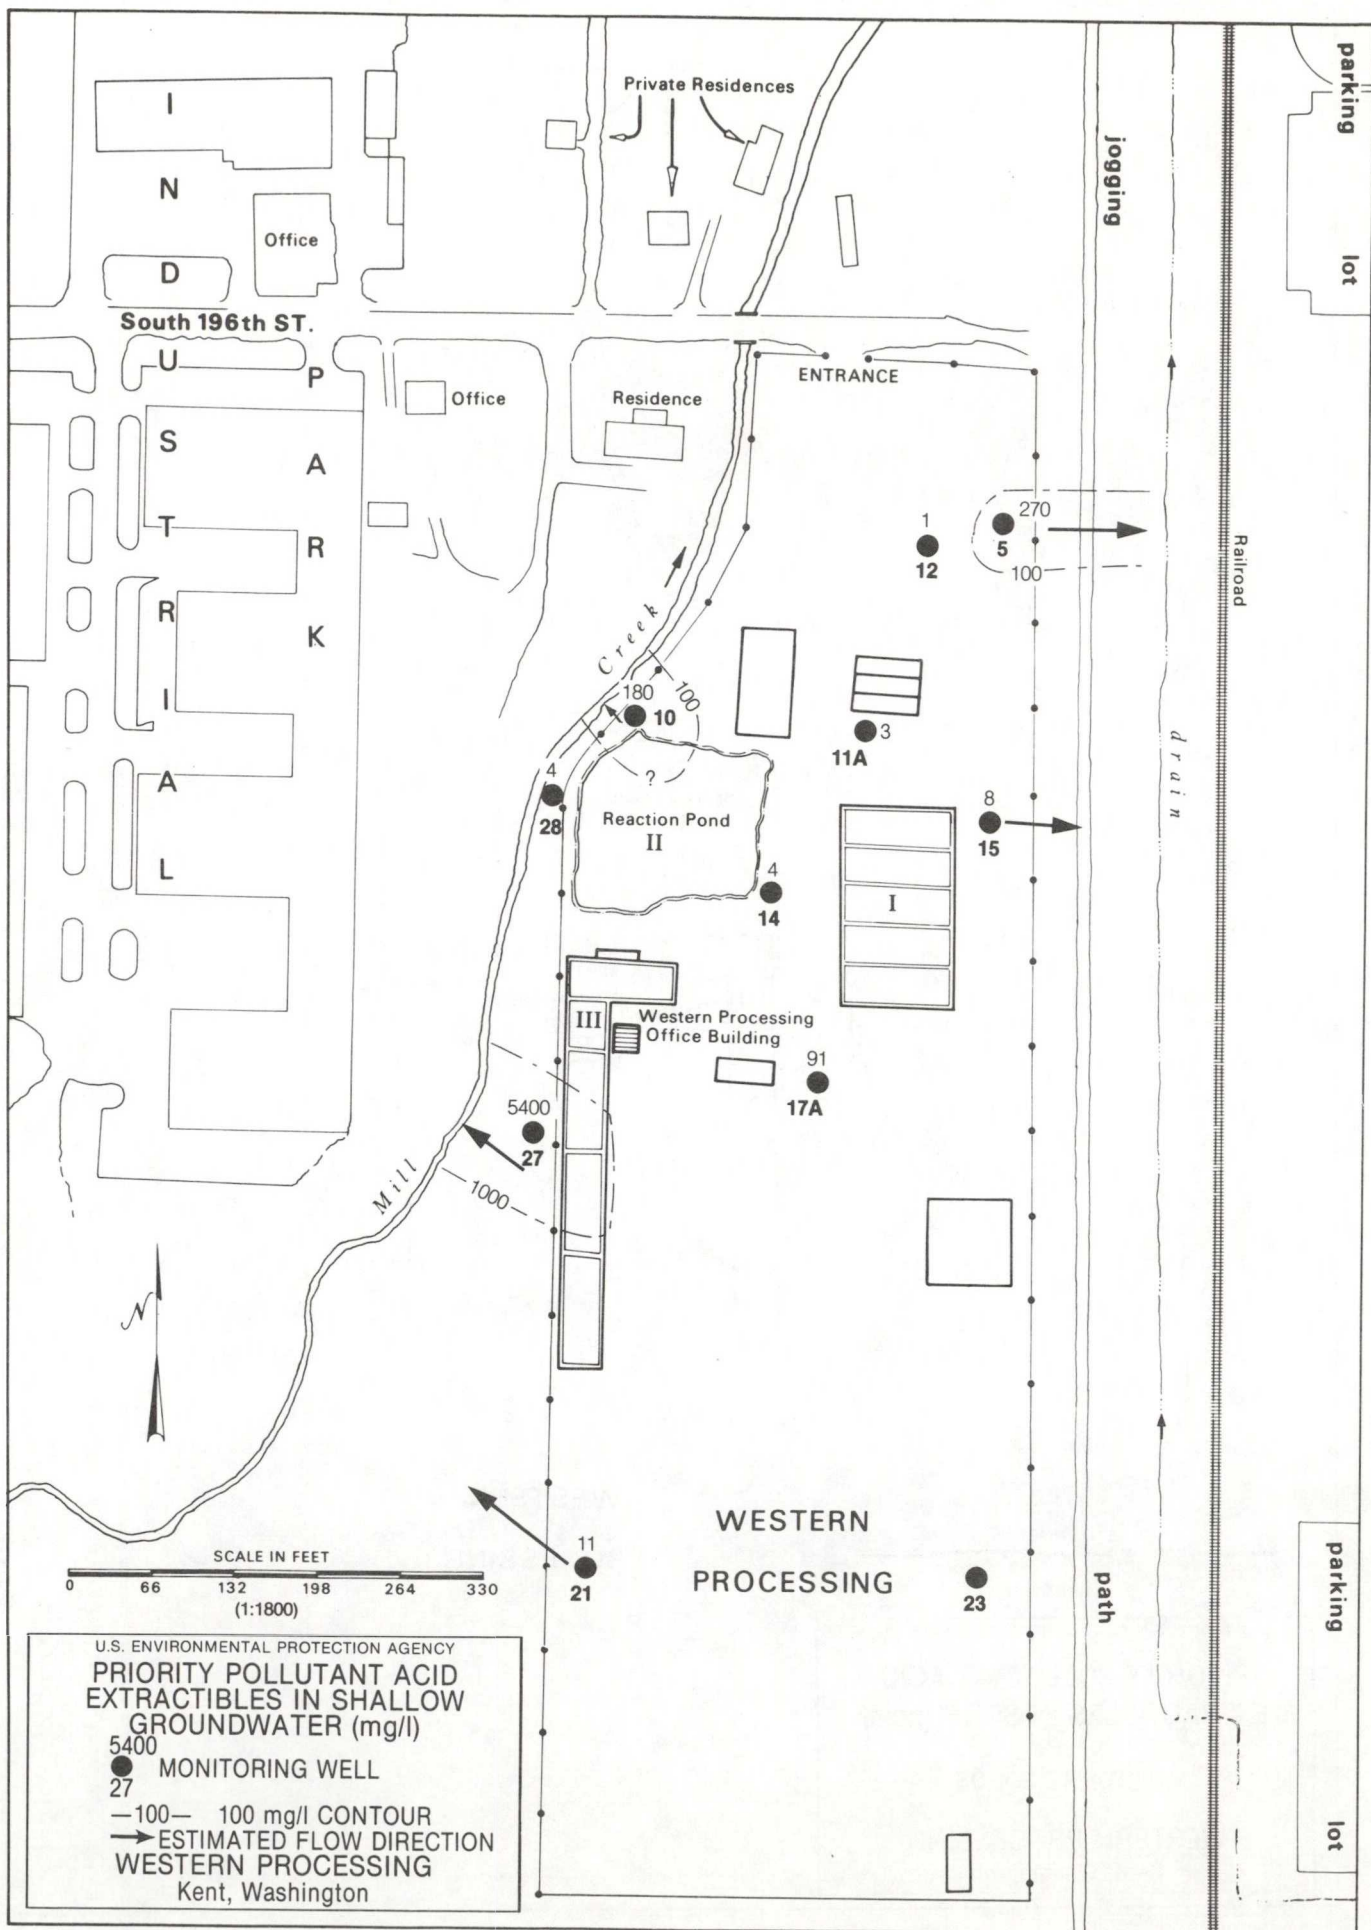 parking
lot
Private Residences
jogging
I
N
D
U
S
T
R
I
A
L
P
A
R
K
Office
South 196th ST.
ENTRANCE
Office
Residence
270
5
100
1
12
Railroad
Creek
180
10
100
3
11A
drain
?
4
28
Reaction Pond
II
8
15
4
14
I
III
Western Processing
Office Building
91
17A
5400
27
1000
Mill
N
WESTERN
PROCESSING
11
21
23
path
parking
lot
SCALE IN FEET
0 66 132 198 264 330
(1:1800)
U.S. ENVIRONMENTAL PROTECTION AGENCY
PRIORITY POLLUTANT ACID
EXTRACTIBLES IN SHALLOW
GROUNDWATER (mg/l)
5400
MONITORING WELL
27
—100— 100 mg/l CONTOUR
ESTIMATED FLOW DIRECTION
WESTERN PROCESSING
Kent, Washington